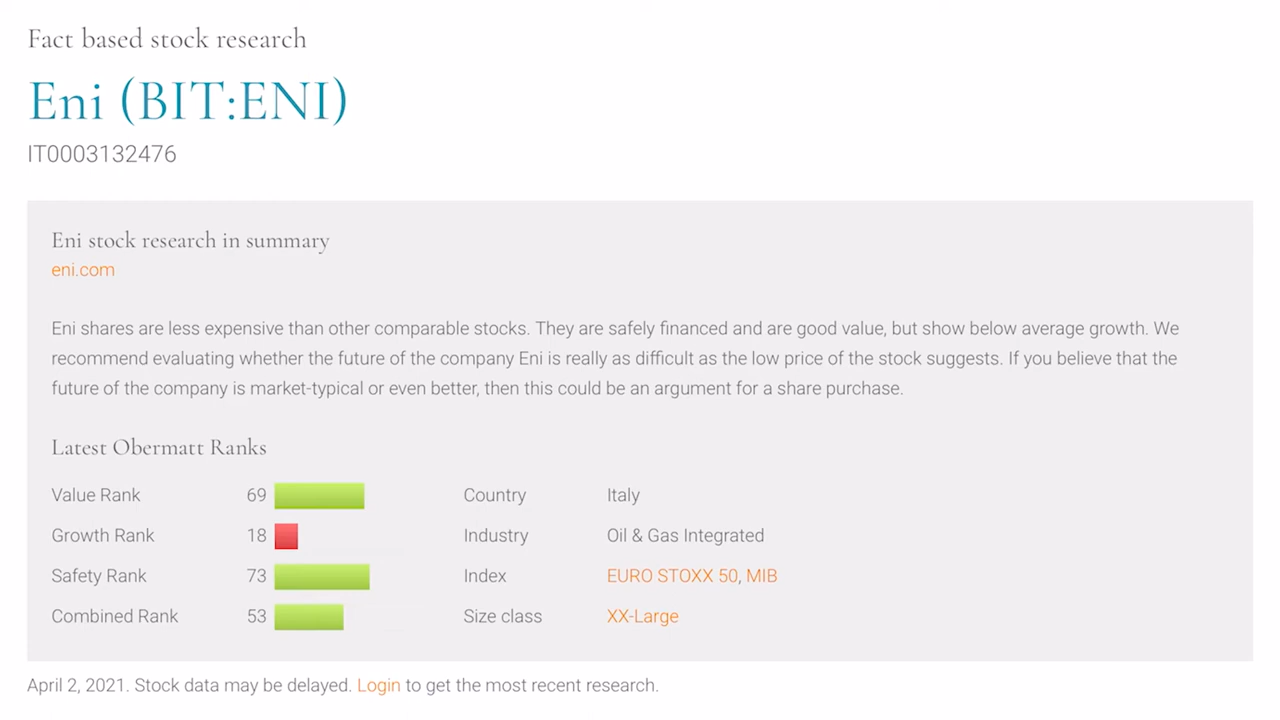 Fact based stock research
Eni (BIT:ENI)
IT0003132476
Eni stock research in summary
eni.com
Eni shares are less expensive than other comparable stocks. They are safely financed and are good value, but show below average growth. We
recommend evaluating whether the future of the company Eni is really as difficult as the low price of the stock suggests. If you believe that the
future of the company is market-typical or even better, then this could be an argument for a share purchase.
Latest Obermatt Ranks
Value Rank 69 Country Italy
Growth Rank 18 Industry Oil & Gas Integrated
Safety Rank 73 Index EURO STOXX 50, MIB
Combined Rank 53 Size class XX-Large
April 2, 2021. Stock data may be delayed. Login to get the most recent research.